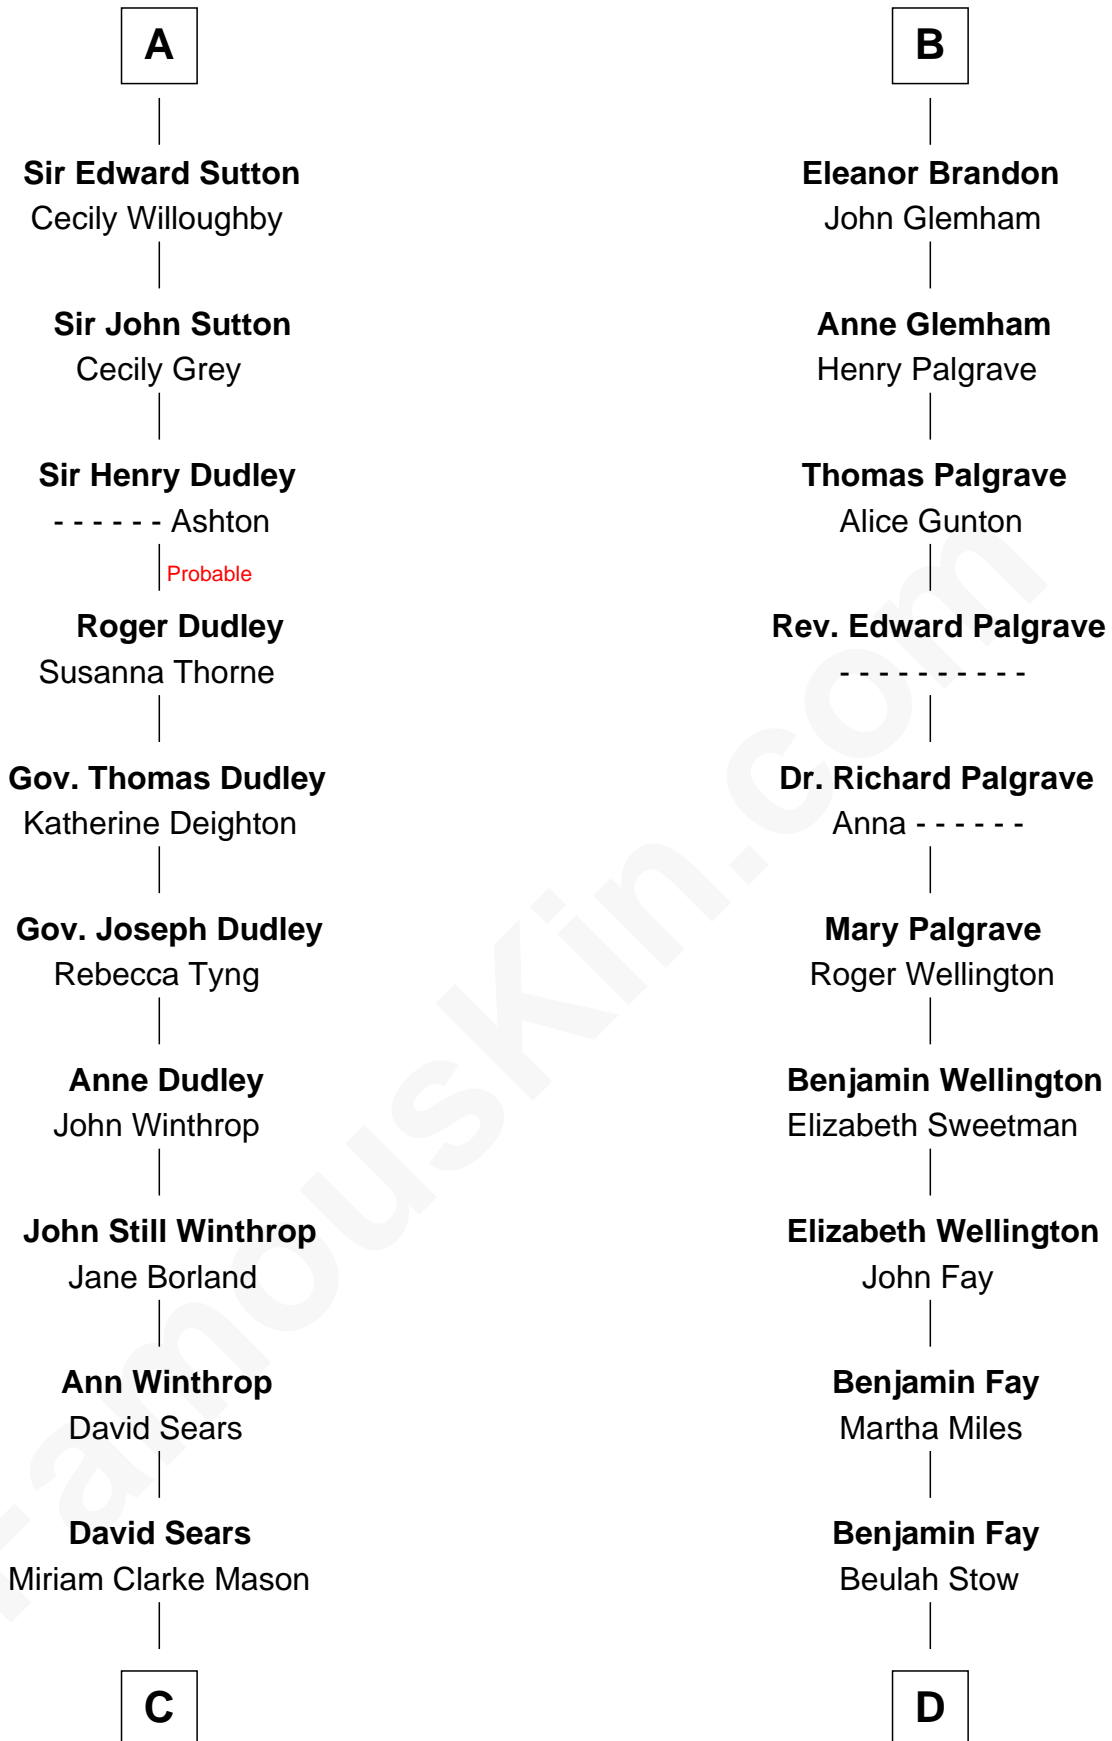 A
Sir Edward Sutton
Cecily Willoughby
Sir John Sutton
Cecily Grey
Sir Henry Dudley
- - - - - - Ashton
Probable
Roger Dudley
Susanna Thorne
Gov. Thomas Dudley
Katherine Deighton
Gov. Joseph Dudley
Rebecca Tyng
Anne Dudley
John Winthrop
John Still Winthrop
Jane Borland
Ann Winthrop
David Sears
David Sears
Miriam Clarke Mason
C
B
Eleanor Brandon
John Glemham
Anne Glemham
Henry Palgrave
Thomas Palgrave
Alice Gunton
Rev. Edward Palgrave
- - - - - - - - - -
Dr. Richard Palgrave
Anna - - - - - -
Mary Palgrave
Roger Wellington
Benjamin Wellington
Elizabeth Sweetman
Elizabeth Wellington
John Fay
Benjamin Fay
Martha Miles
Benjamin Fay
Beulah Stow
D
FamousKin.com